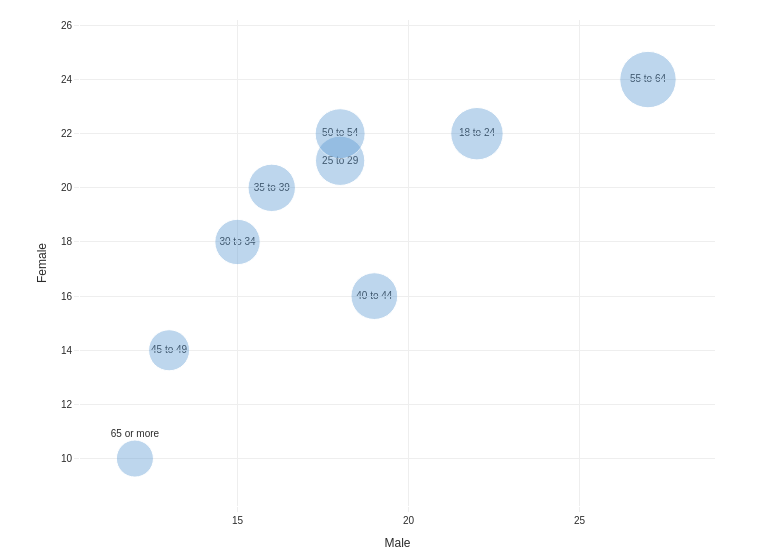 26
24
22
20
18
16
14
12
10
Female
55 to 64
50 to 54
18 to 24
25 to 29
35 to 39
30 to 34
40 to 44
45 to 49
65 or more
15
20
25
Male